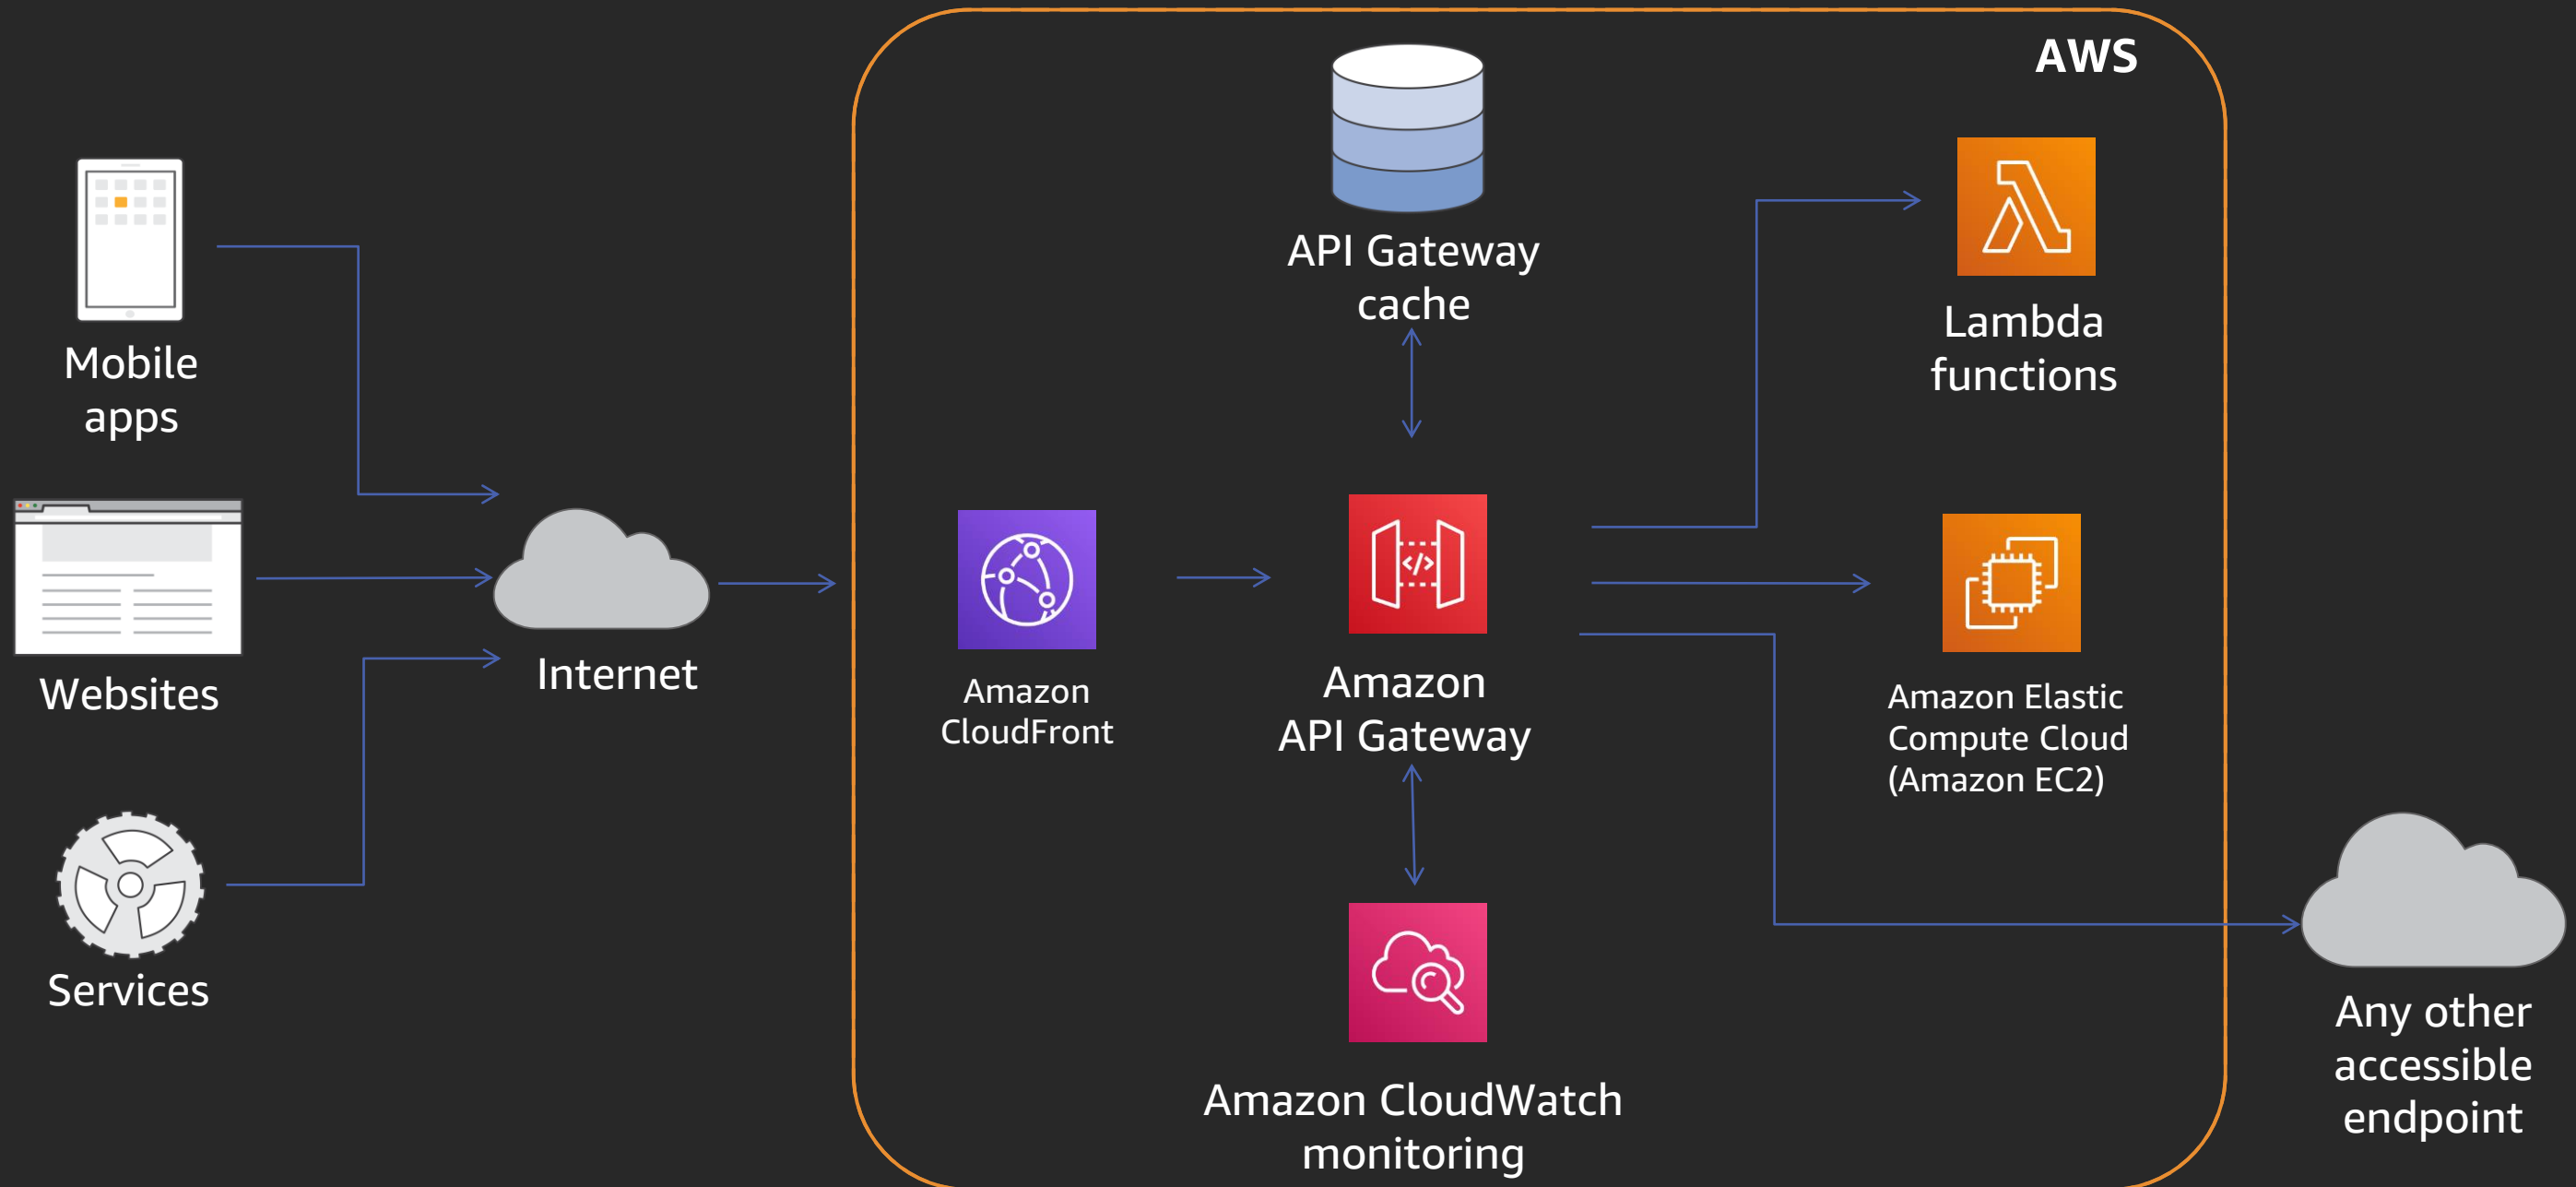 AWS
API Gateway
cache
Mobile
apps
Lambda
functions
Websites
Internet
Amazon
CloudFront
Amazon
API Gateway
Amazon Elastic
Compute Cloud
(Amazon EC2)
Services
Amazon CloudWatch
monitoring
Any other
accessible
endpoint